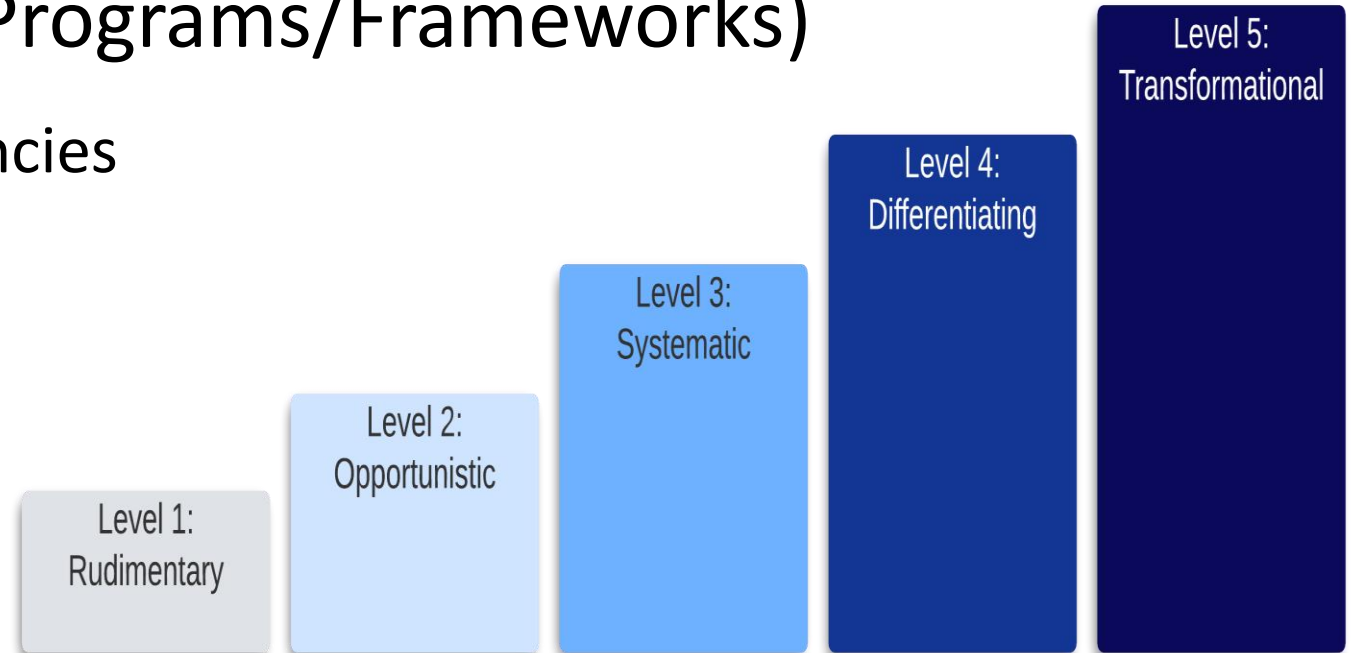 Programs/Frameworks)
ncies
Level 5:
Transformational
Level 4:
Differentiating
Level 3:
Systematic
Level 2:
Opportunistic
Level 1:
Rudimentary